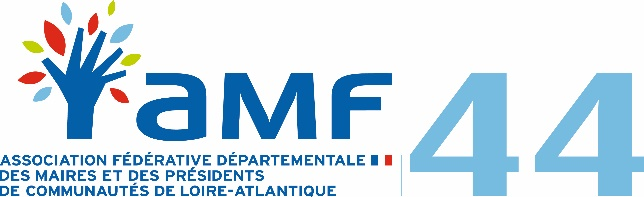 aMF 44
ASSOCIATION FÉDÉRATIVE DÉPARTEMENTALE
DES MAIRES ET DES PRÉSIDENTS
DE COMMUNAUTÉS DE LOIRE-ATLANTIQUE